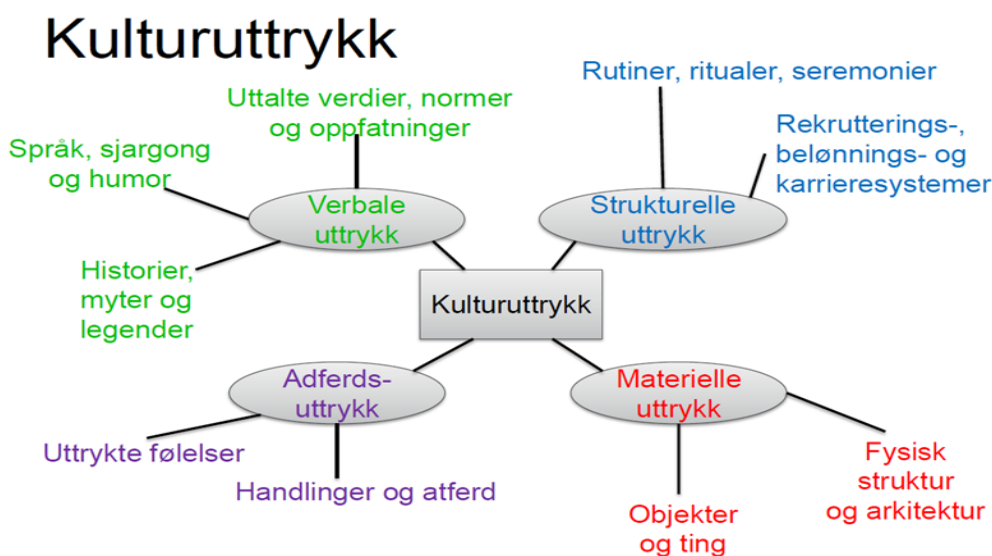 Kulturuttrykk
Uttalte verdier, normer
og oppfatninger
Språk, sjargong
og humor
Verbale
uttrykk
Historier,
myter og
legender
Rutiner, ritualer, seremonier
Rekrutterings-,
belønnings- og
karrieresystemer
Strukturelle
uttrykk
Kulturuttrykk
Adferds-
uttrykk
Uttrykte følelser
Handlinger og atferd
Materielle
uttrykk
Fysisk
struktur
og arkitektur
Objekter
og ting